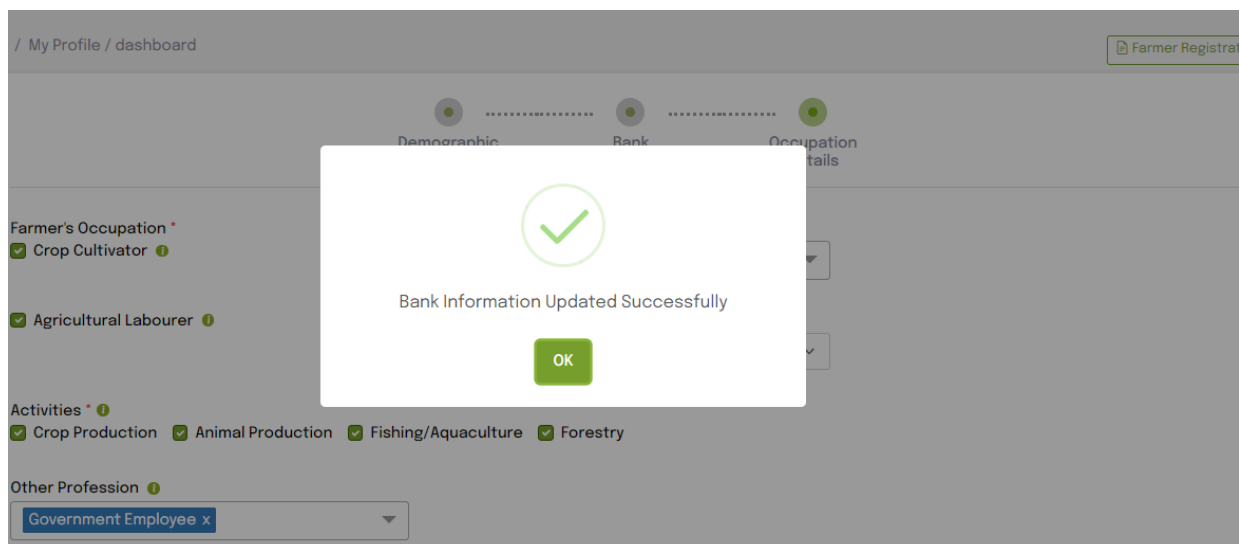 / My Profile / dashboard
Farmer Registrat
Demographic
Bank
Occupation
tails
Farmer's Occupation *
Crop Cultivator
Bank Information Updated Successfully
Agricultural Labourer
OK
Activities *
Crop Production Animal Production Fishing/Aquaculture Forestry
Other Profession
Government Employee x